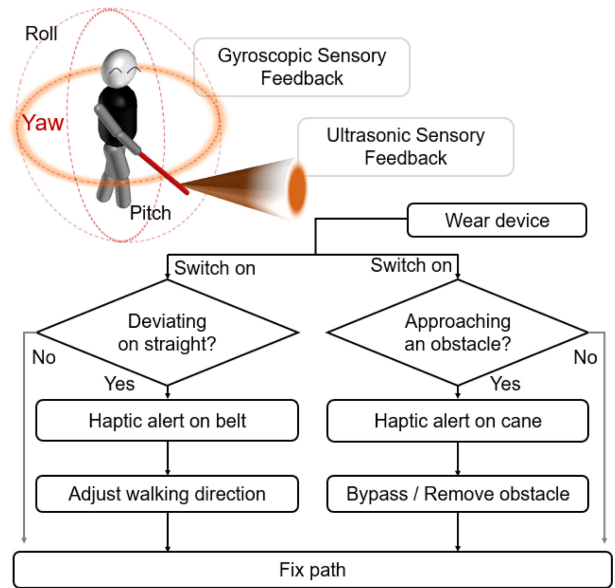 Roll
Gyroscopic Sensory
Feedback
Yaw
Ultrasonic Sensory
Feedback
Pitch
Wear device
Switch on
Switch on
Deviating
on straight?
Approaching
an obstacle?
No
No
Yes
Yes
Haptic alert on belt
Haptic alert on cane
Adjust walking direction
Bypass / Remove obstacle
Fix path